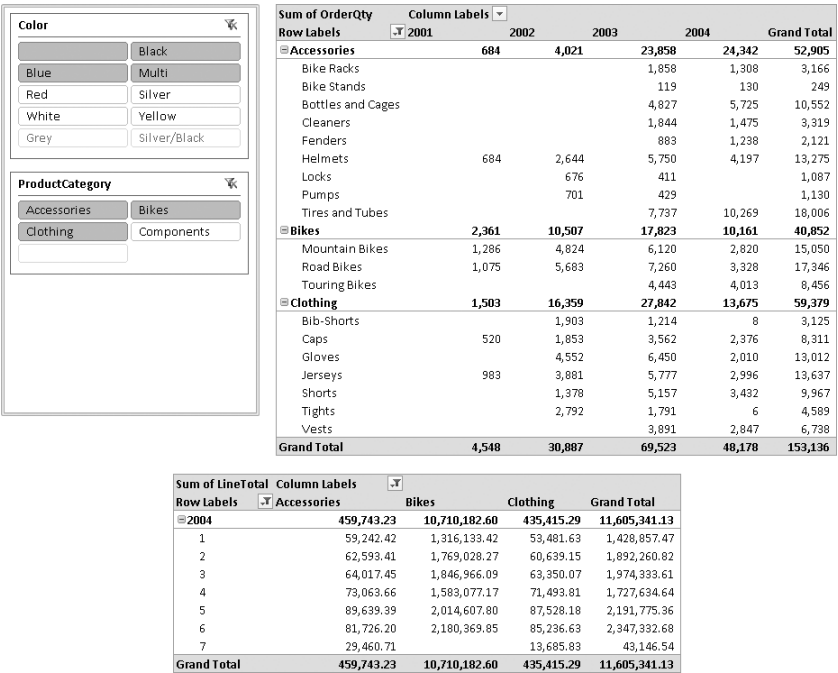 Color
Black
Blue Multi
Red Silver
White Yellow
Grey Silver/Black
ProductCategory
Accessories Bikes
Clothing Components
Sum of OrderQty Column Labels
Row Labels 2001 2002 2003 2004 Grand Total
Accessories 684 4,021 23,858 24,342 52,905
Bike Racks 1,858 1,308 3,166
Bike Stands 119 130 249
Bottles and Cages 4,827 5,725 10,552
Cleaners 1,844 1,475 3,319
Fenders 883 1,238 2,121
Helmets 684 2,644 5,750 4,197 13,275
Locks 676 411 1,087
Pumps 701 429 1,130
Tires and Tubes 7,737 10,269 18,006
Bikes 2,361 10,507 17,823 10,161 40,852
Mountain Bikes 1,286 4,824 6,120 2,820 15,050
Road Bikes 1,075 5,683 7,260 3,328 17,346
Touring Bikes 4,443 4,013 8,456
Clothing 1,503 16,359 27,842 13,675 59,379
Bib-Shorts 1,903 1,214 8 3,125
Caps 520 1,853 3,562 2,376 8,311
Gloves 4,552 6,450 2,010 13,012
Jerseys 983 3,881 5,777 2,996 13,637
Shorts 1,378 5,157 3,432 9,967
Tights 2,792 1,791 6 4,589
Vests 3,891 2,847 6,738
Grand Total 4,548 30,887 69,523 48,178 153,136
Sum of LineTotal Column Labels
Row Labels Accessories Bikes Clothing Grand Total
2004 459,743.23 10,710,182.60 435,415.29 11,605,341.13
1 59,242.42 1,316,133.42 53,481.63 1,428,857.47
2 62,593.41 1,769,028.27 60,639.15 1,892,260.82
3 64,017.45 1,846,966.09 63,350.07 1,974,333.61
4 73,063.66 1,583,077.17 71,493.81 1,727,634.64
5 89,639.39 2,014,607.80 87,528.18 2,191,775.36
6 81,726.20 2,180,369.85 85,236.63 2,347,332.68
7 29,460.71 13,685.83 43,146.54
Grand Total 459,743.23 10,710,182.60 435,415.29 11,605,341.13